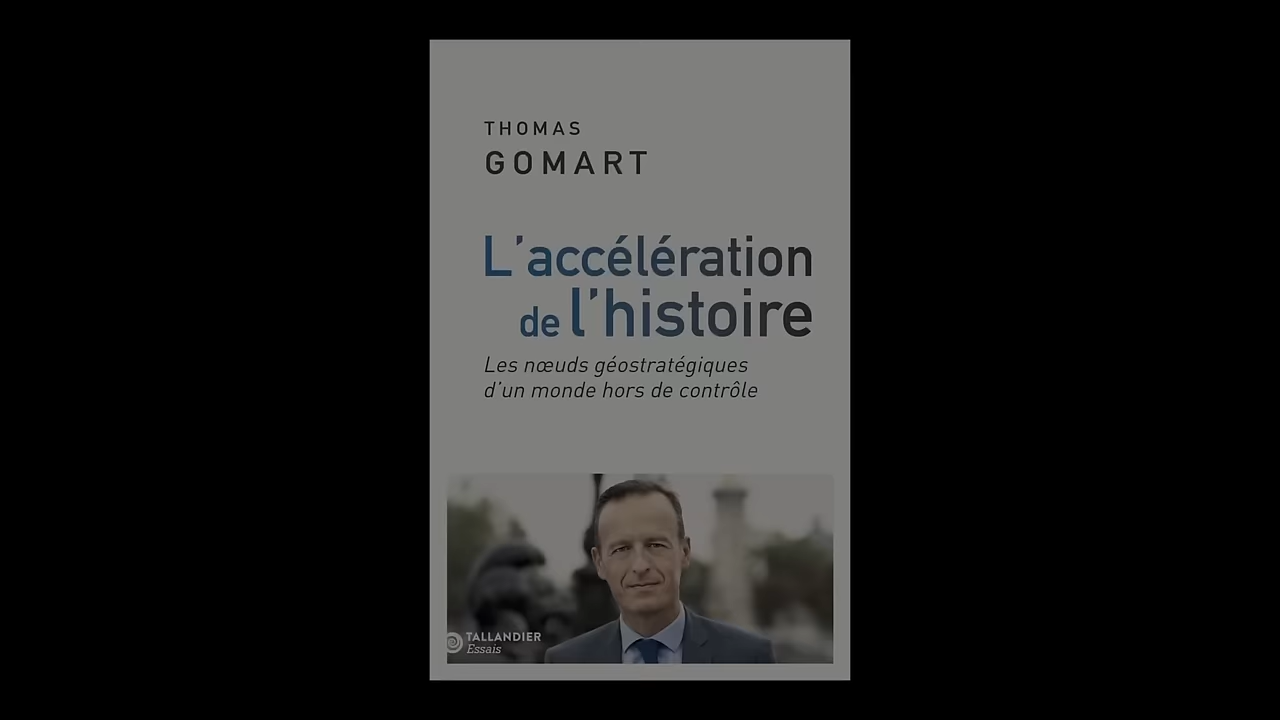 THOMAS
GOMART
L'accélération
de l'histoire
Les nœuds géostratégiques
d'un monde hors de contrôle
TALLANDIER
Essais